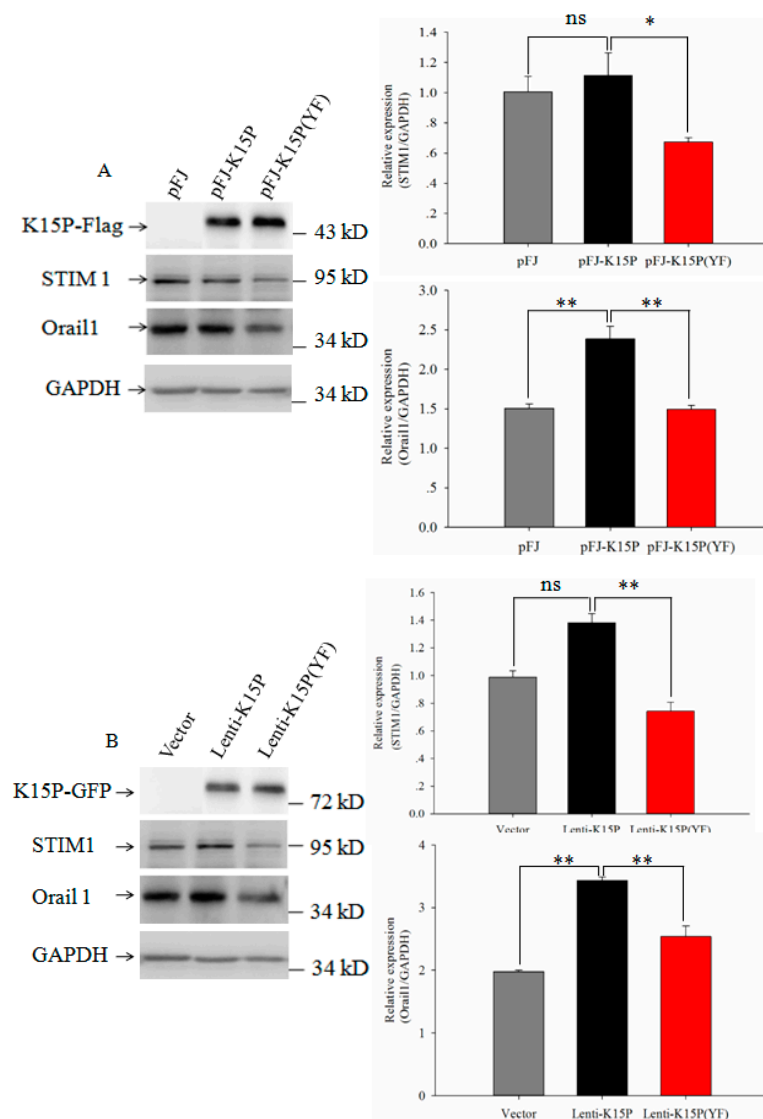 A
pFJ
pFJ-K15P
pFJ-K15P(YF)
K15P-Flag
43 kD
STIM 1
95 kD
Orail1
34 kD
GAPDH
34 kD
Relative expression
(STIM1/GAPDH)
1.4
1.2
1.0
.8
.6
.4
.2
0.0
ns
*
pFJ
pFJ-K15P
pFJ-K15P(YF)
Relative expression
(Orail1/GAPDH)
3.0
2.5
2.0
1.5
1.0
.5
0.0
**
**
pFJ
pFJ-K15P
pFJ-K15P(YF)
B
Vector
Lenti-K15P
Lenti-K15P(YF)
K15P-GFP
72 kD
STIM1
95 kD
Orail 1
34 kD
GAPDH
34 kD
Relative expression
(STIM1/GAPDH)
1.6
1.4
1.2
1.0
.8
.6
.4
.2
0.0
ns
**
Vector
Lenti-K15P
Lenti-K15P(YF)
Relative expression
(Orail1/GAPDH)
4
3
2
1
0
**
**
Vector
Lenti-K15P
Lenti-K15P(YF)